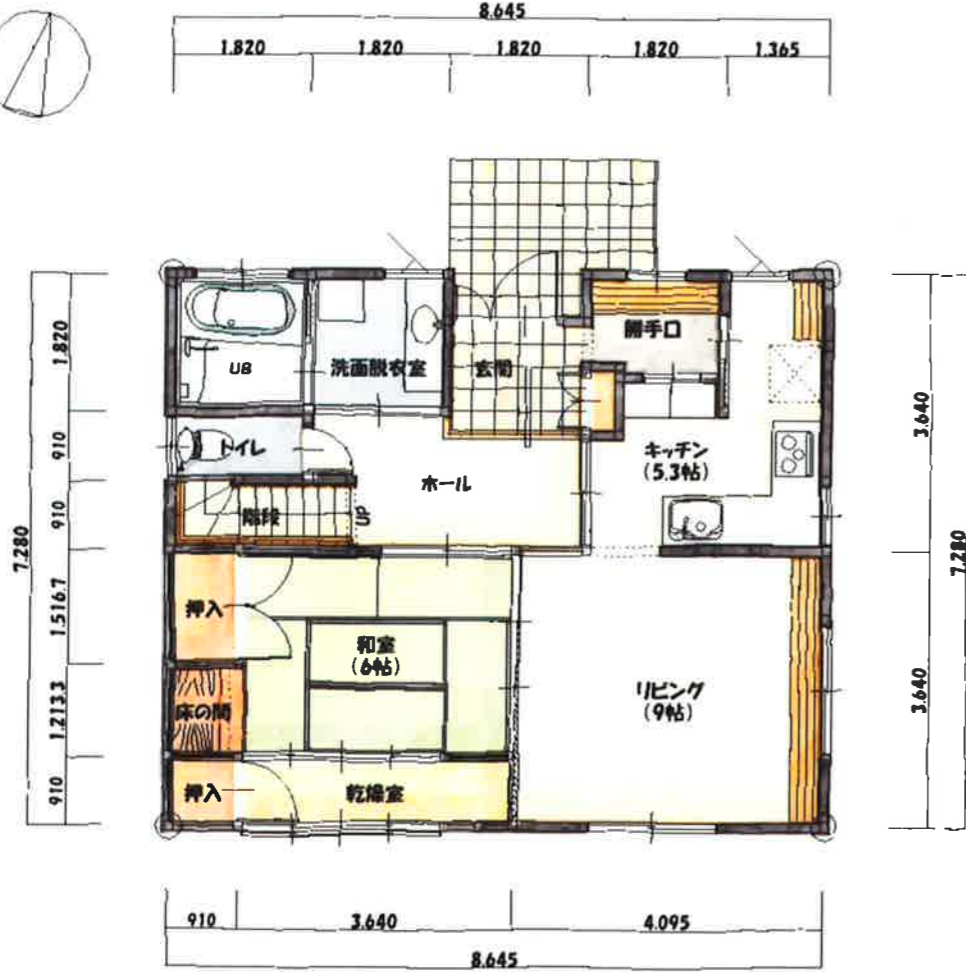 8.645
1.820
1.820
1.820
1.820
1.365
勝手口
UB
洗面脱衣室
玄関
トイレ
キッチン
(5.3帖)
ホール
階段
UP
押入
和室
(6帖)
リビング
(9帖)
床の間
押入
乾燥室
7.280
1.820
910
910
1.516.7
1.213.3
910
3.640
3.640
7.280
910
3.640
4.095
8.645